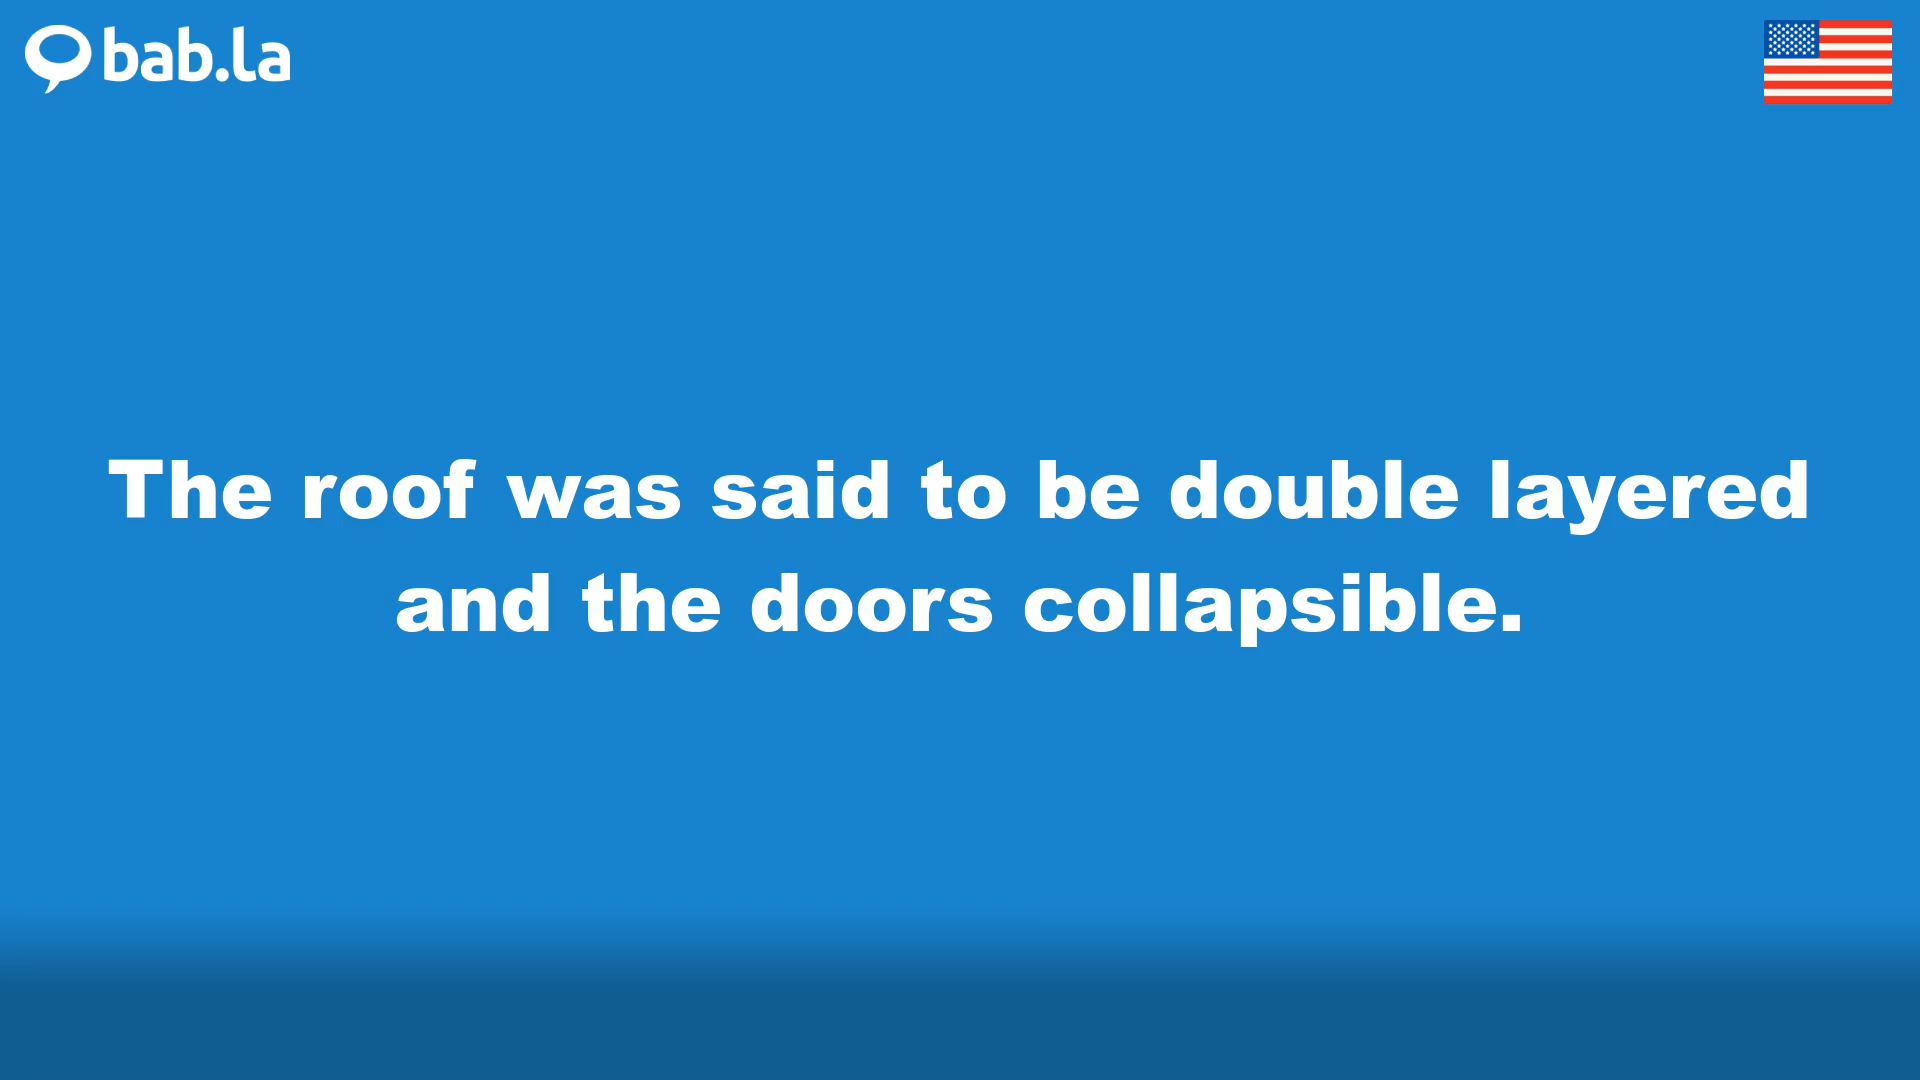 bab.la
The roof was said to be double layered
and the doors collapsible.